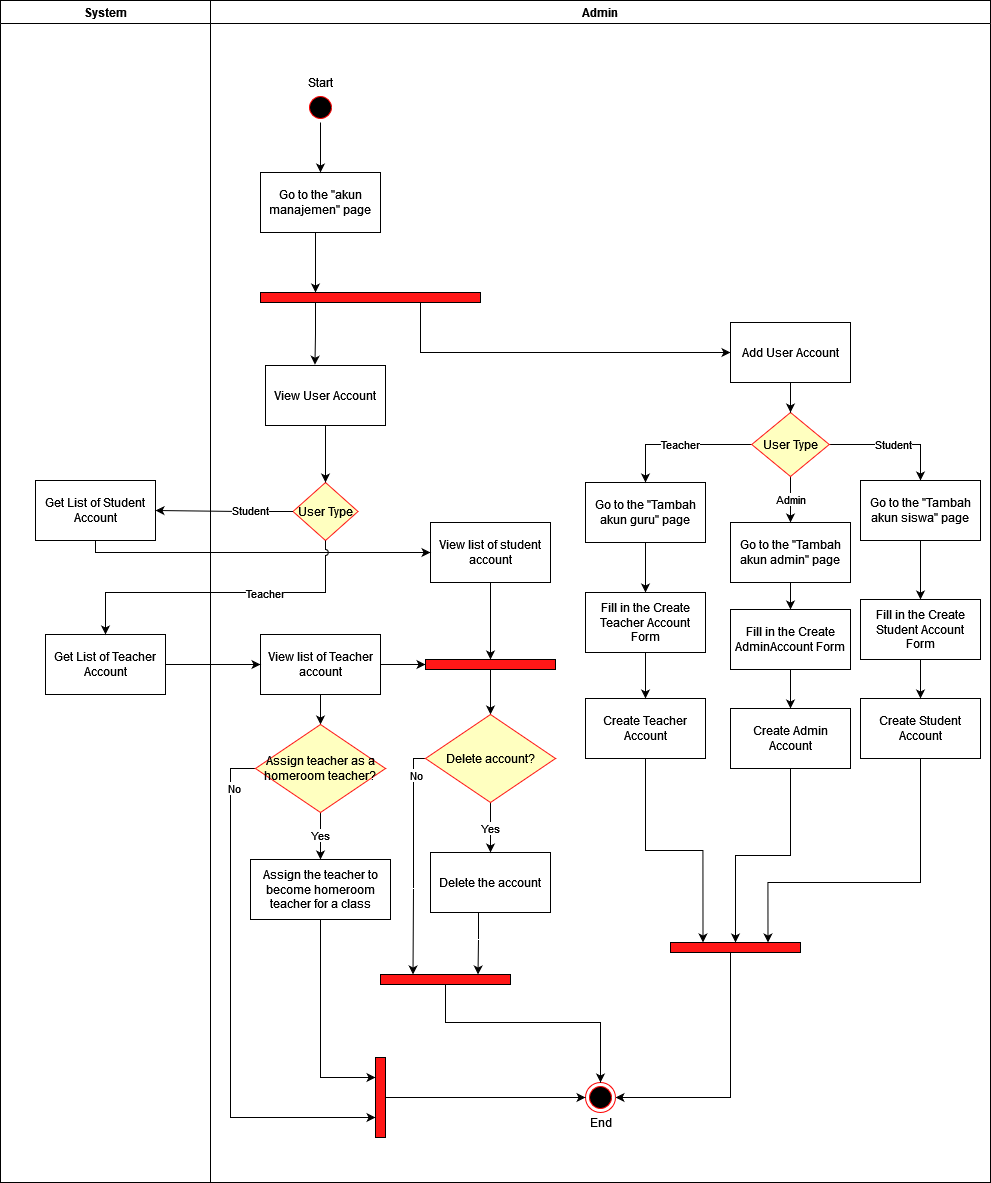 System
Admin
Start
Go to the "akun
manajemen" page
Add User Account
View User Account
User Type
Teacher
Student
Admin
Get List of Student
Account
Student
User Type
Go to the "Tambah
akun guru" page
Go to the "Tambah
akun admin" page
Go to the "Tambah
akun siswa" page
View list of student
account
Teacher
Fill in the Create
Teacher Account
Form
Fill in the Create
AdminAccount Form
Fill in the Create
Student Account
Form
Get List of Teacher
Account
View list of Teacher
account
Create Teacher
Account
Create Admin
Account
Create Student
Account
Assign teacher as a
homeroom teacher?
Delete account?
No
No
Yes
Yes
Assign the teacher to
become homeroom
teacher for a class
Delete the account
End